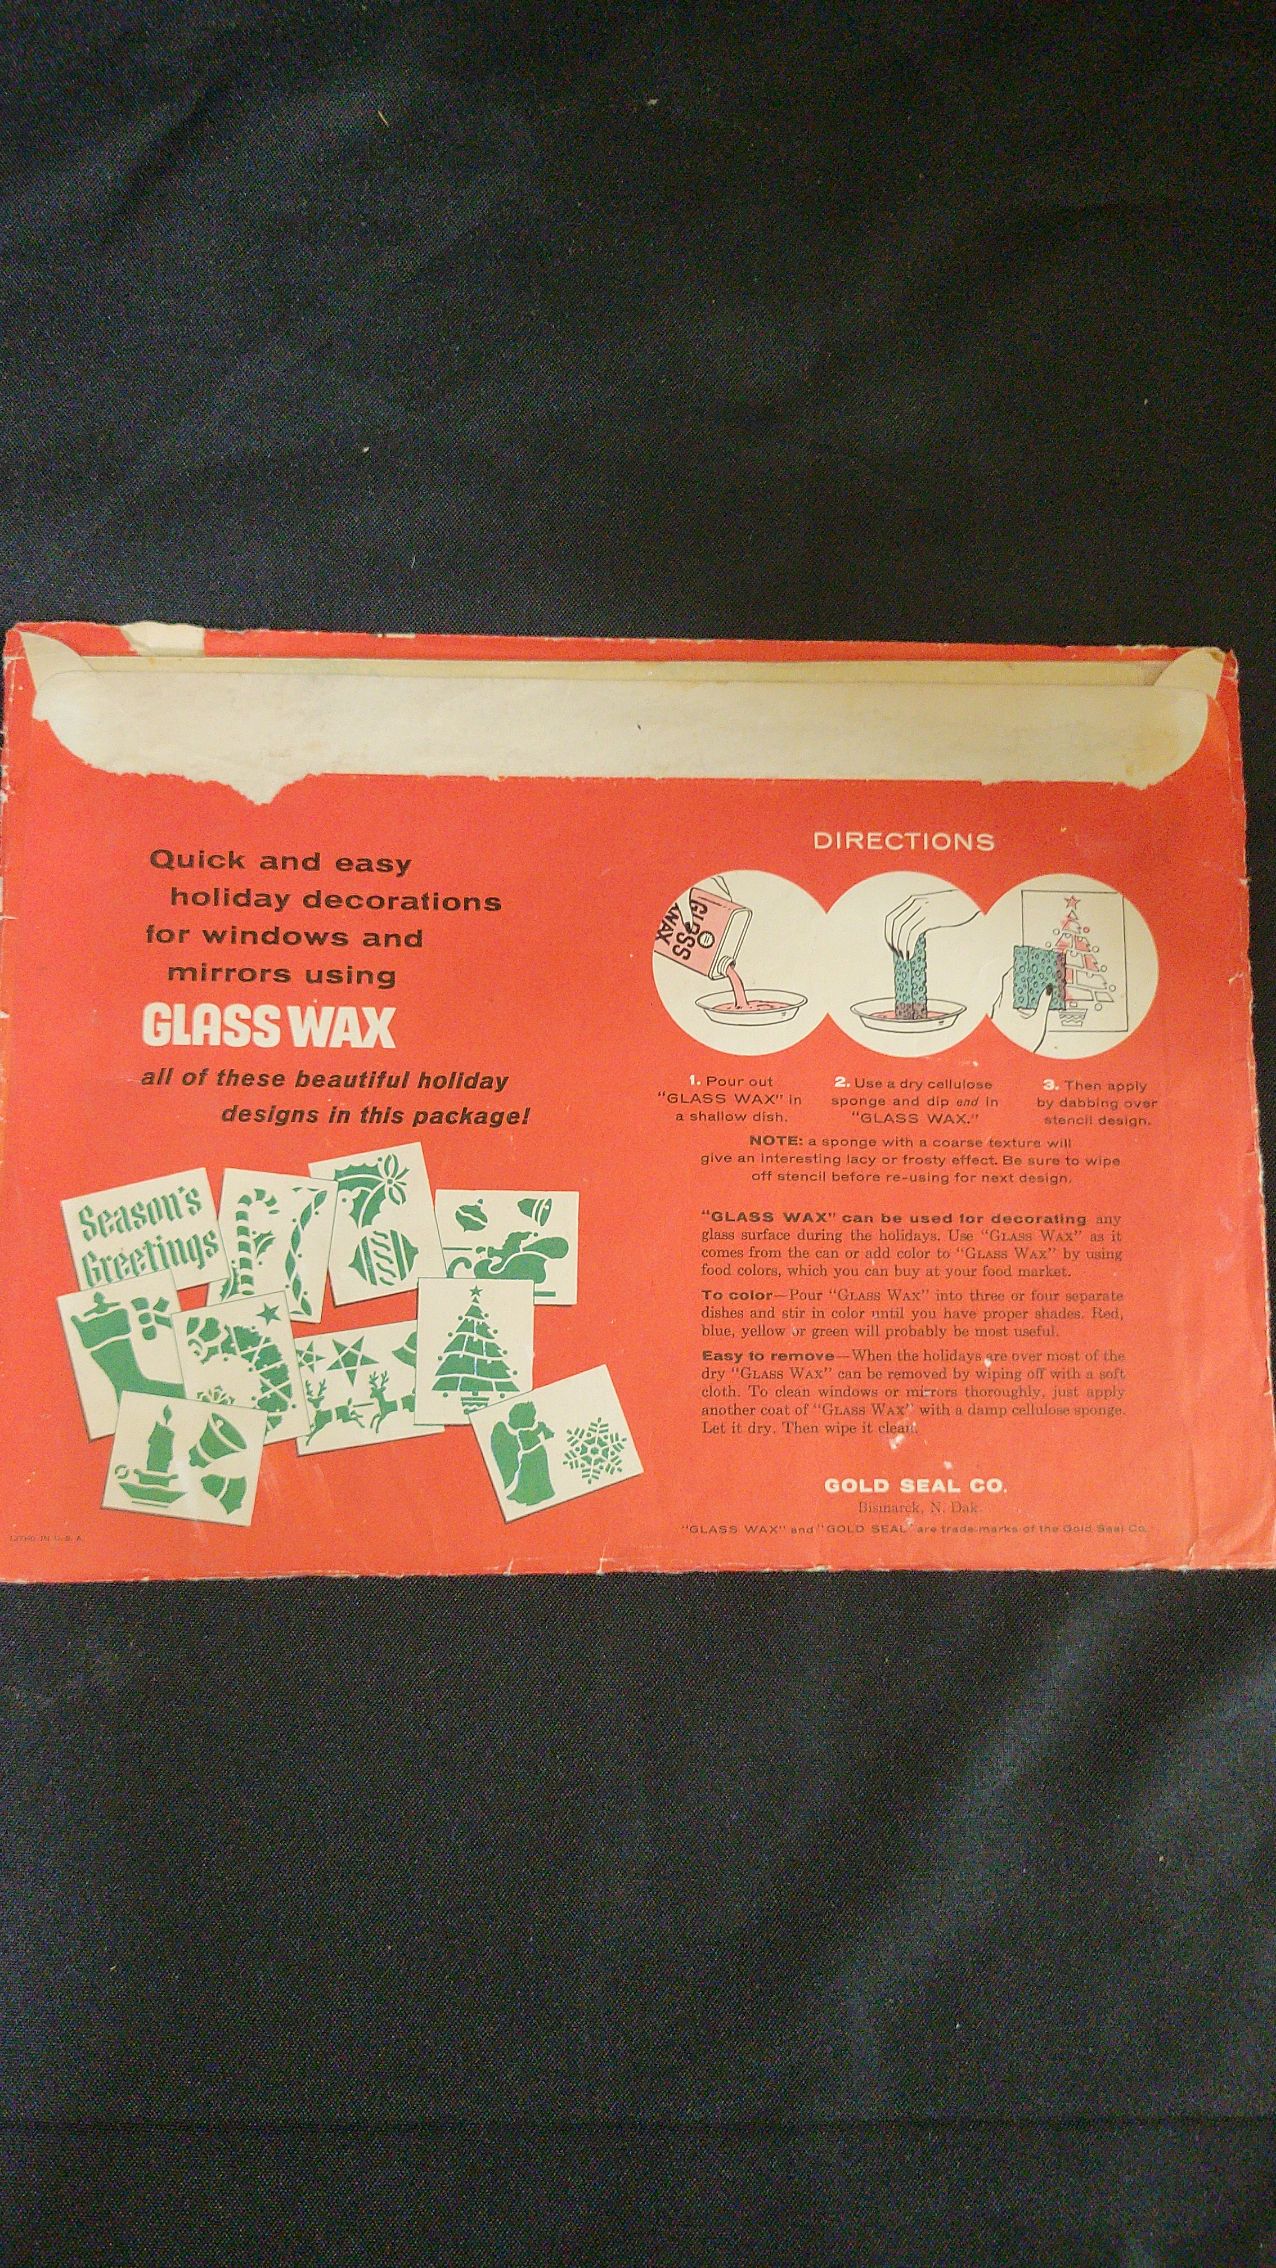 Quick and easy
holiday decorations
for windows and
mirrors using
GLASS WAX
all of these beautiful holiday
designs in this package!
Season's
Greetings
DIRECTIONS
GLASS
WAX
1. Pour out
"GLASS WAX" in
a shallow dish.
2. Use a dry cellulose
sponge and dip end in
"GLASS WAX."
3. Then apply
by dabbing over
stencil design.
NOTE: a sponge with a coarse texture will
give an interesting lacy or frosty effect. Be sure to wipe
off stencil before re-using for next design.
"GLASS WAX" can be used for decorating any
glass surface during the holidays. Use "GLASS WAX" as it
comes from the can or add color to "GLASS WAX" by using
food colors, which you can buy at your food market.
To color—Pour "GLASS WAX" into three or four separate
dishes and stir in color until you have proper shades. Red,
blue, yellow or green will probably be most useful.
Easy to remove—When the holidays are over most of the
dry "GLASS WAX" can be removed by wiping off with a soft
cloth. To clean windows or mirrors thoroughly, just apply
another coat of "GLASS WAX" with a damp cellulose sponge.
Let it dry. Then wipe it clean.
GOLD SEAL CO.
Bismarck, N. Dak.
"GLASS WAX" and "GOLD SEAL" are trade-marks of the Gold Seal Co.
IN U. S. A.